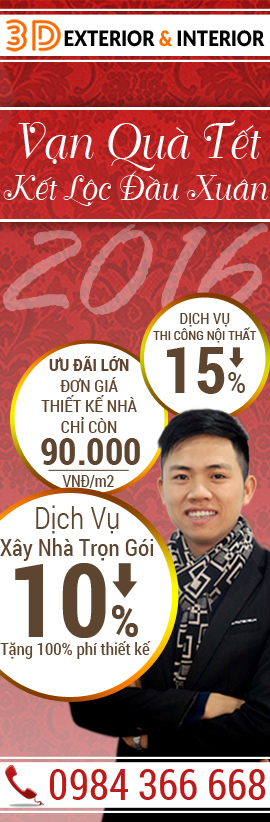 3D EXTERIOR & INTERIOR
Vạn Quà Tết
Kết Lộc Đầu Xuân
2016
DỊCH VỤ
THI CÔNG NỘI THẤT
15%
ƯU ĐÃI LỚN
ĐƠN GIÁ
THIẾT KẾ NHÀ
CHỈ CÒN
90.000
VNĐ/m2
Dịch Vụ
Xây Nhà Trọn Gói
10%
Tặng 100% phí thiết kế
0984 366 668